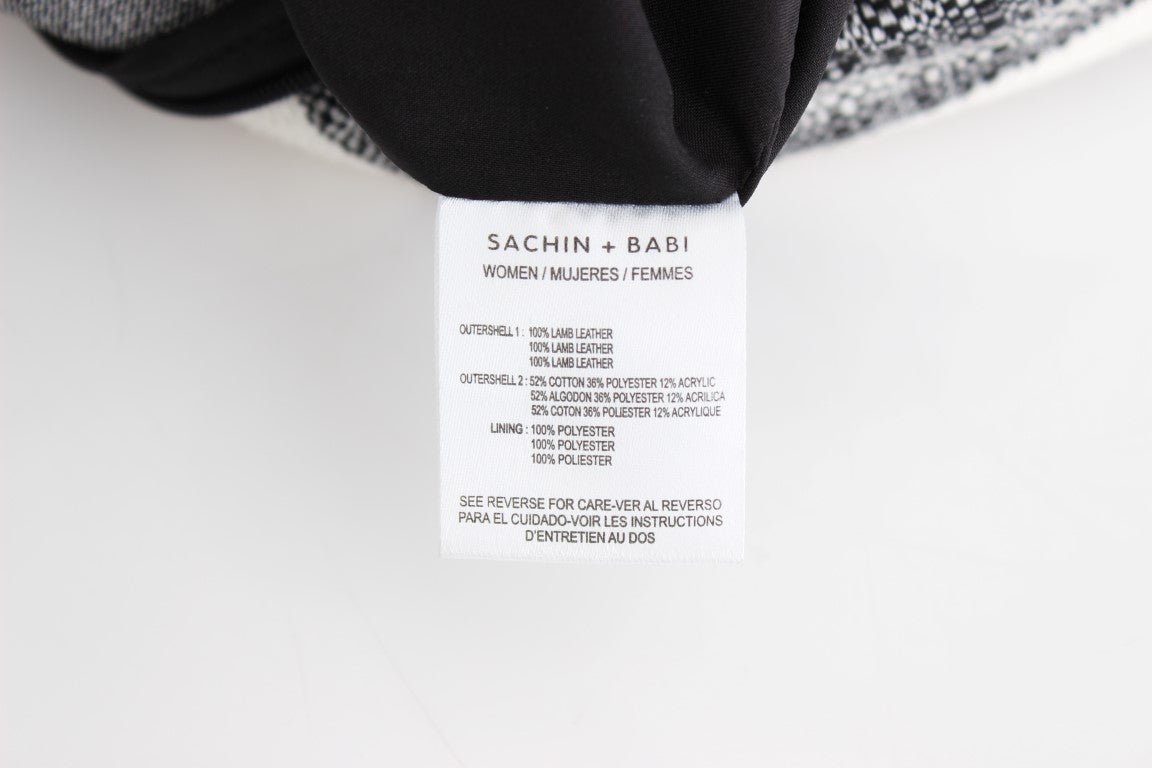 SACHIN + BABI
WOMEN / MUJERES / FEMMES
OUTERSHELL 1 : 100% LAMB LEATHER
100% LAMB LEATHER
100% LAMB LEATHER
OUTERSHELL 2 : 52% COTTON 36% POLYESTER 12% ACRYLIC
52% ALGODON 36% POLYESTER 12% ACRILICA
52% COTON 36% POLIESTER 12% ACRYLIQUE
LINING : 100% POLYESTER
100% POLYESTER
100% POLIESTER
SEE REVERSE FOR CARE-VER AL REVERSO
PARA EL CUIDADO-VOIR LES INSTRUCTIONS
D'ENTRETIEN AU DOS